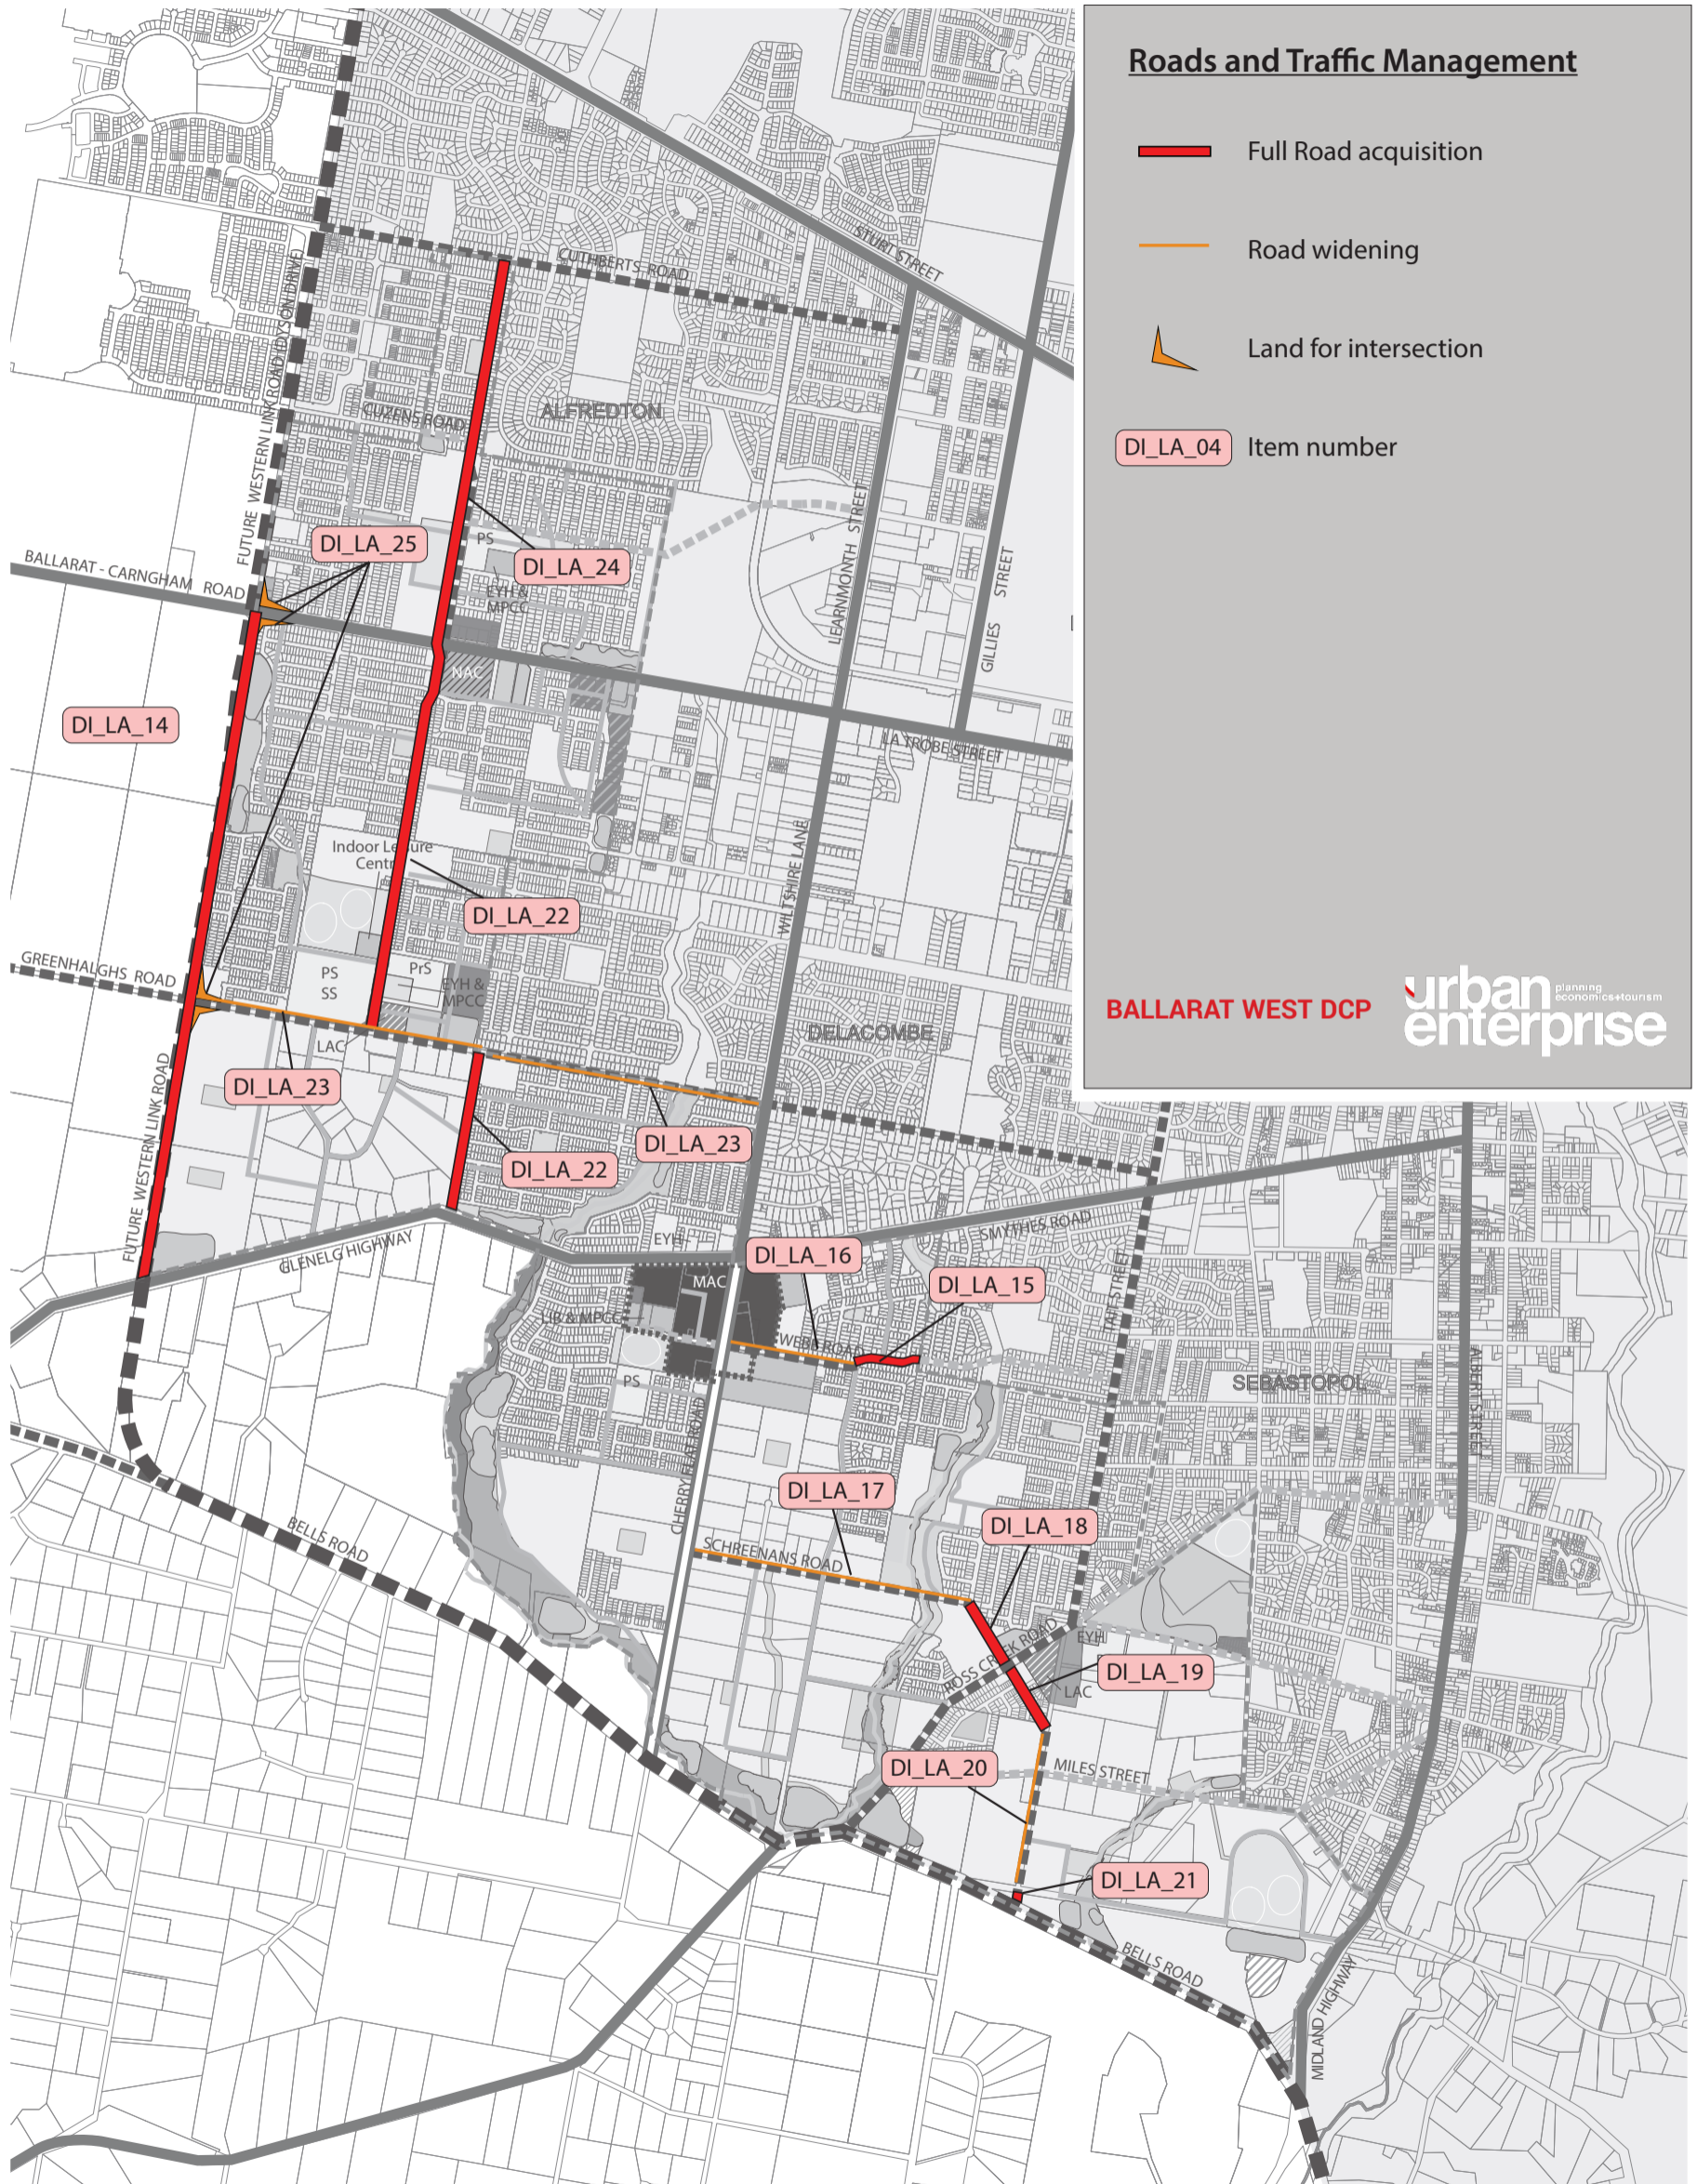 Roads and Traffic Management
Full Road acquisition
Road widening
Land for intersection
DI_LA_04
Item number
BALLARAT WEST DCP
urban
enterprise
planning
economics+tourism
STURT STREET
CUTHBERTS ROAD
FUTURE WESTERN LINK ROAD (DYSON DRIVE)
CUZENS ROAD
ALFREDTON
LEARNMONTH STREET
GILLIES STREET
DI_LA_25
PS
DI_LA_24
EYH &
MPCC
BALLARAT - CARNGHAM ROAD
NAC
DI_LA_14
LA TROBE STREET
Indoor Leisure
Centre
WILTSHIRE LANE
DI_LA_22
GREENHALGHS ROAD
PS
SS
PrS
EYH &
MPCC
DELACOMBE
LAC
DI_LA_23
DI_LA_23
DI_LA_22
FUTURE WESTERN LINK ROAD
GLENELG HIGHWAY
EYH
SMYTHES ROAD
DI_LA_16
MAC
DI_LA_15
LIB & MPCC
WEBB ROAD
TAIT STREET
PS
SEBASTOPOL
ALBERT STREET
CHERRY FLAT ROAD
DI_LA_17
BELLS ROAD
DI_LA_18
SCHREENANS ROAD
ROSS CREEK ROAD
EYH
DI_LA_19
LAC
DI_LA_20
MILES STREET
DI_LA_21
BELLS ROAD
MIDLAND HIGHWAY